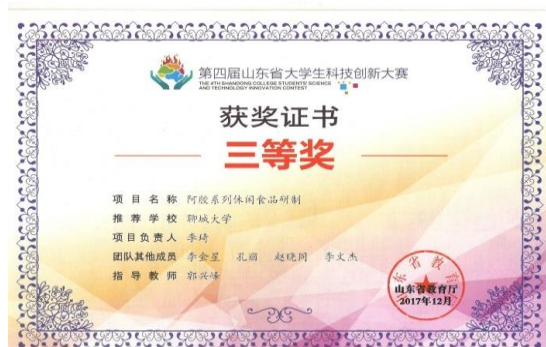 第四届山东省大学生科技创新大赛
THE 4TH SHANDONG COLLEGE STUDENTS' SCIENCE
AND TECHNOLOGY INNOVATION CONTEST
获奖证书
三等奖
项目名称 阿胶系列休闲食品研制
推荐学校 聊城大学
项目负责人 李琦
团队其他成员 李金星 孔丽 赵晓同 李文杰
指导教师 郭兴峰
东省教育
山东省教育厅
2017年12月